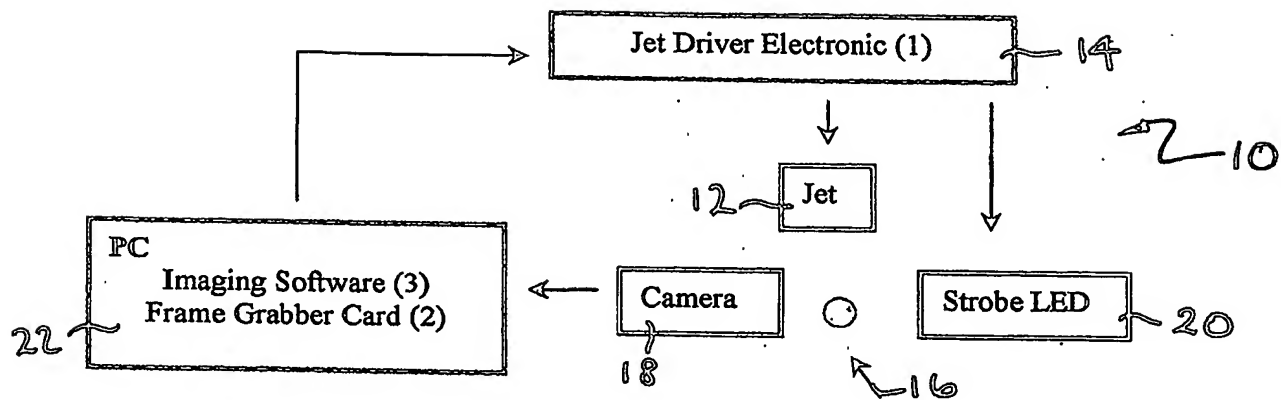 Jet Driver Electronic (1)
14
10
12
Jet
PC
Imaging Software (3)
Frame Grabber Card (2)
22
Camera
18
16
Strobe LED
20